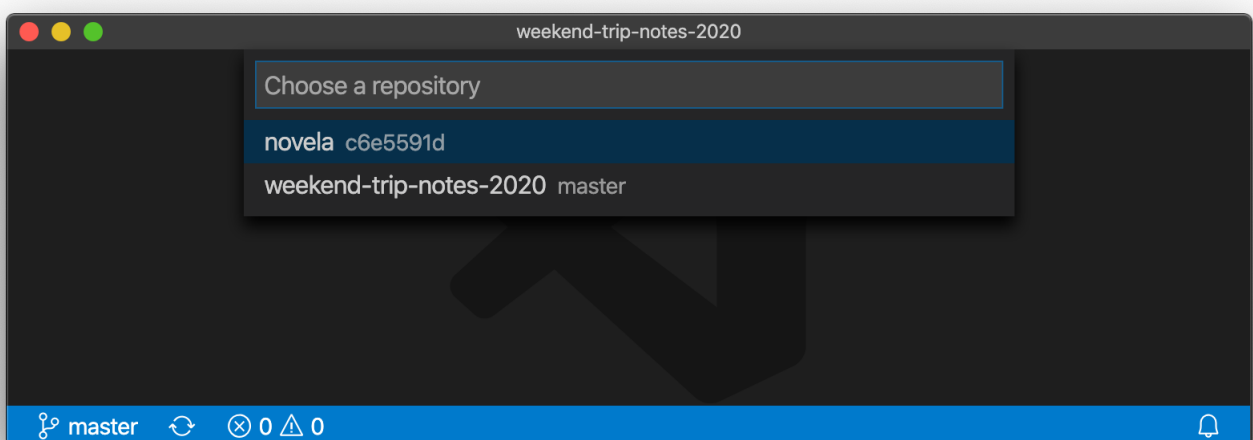 weekend-trip-notes-2020
Choose a repository
novela c6e5591d
weekend-trip-notes-2020 master
master 0 0